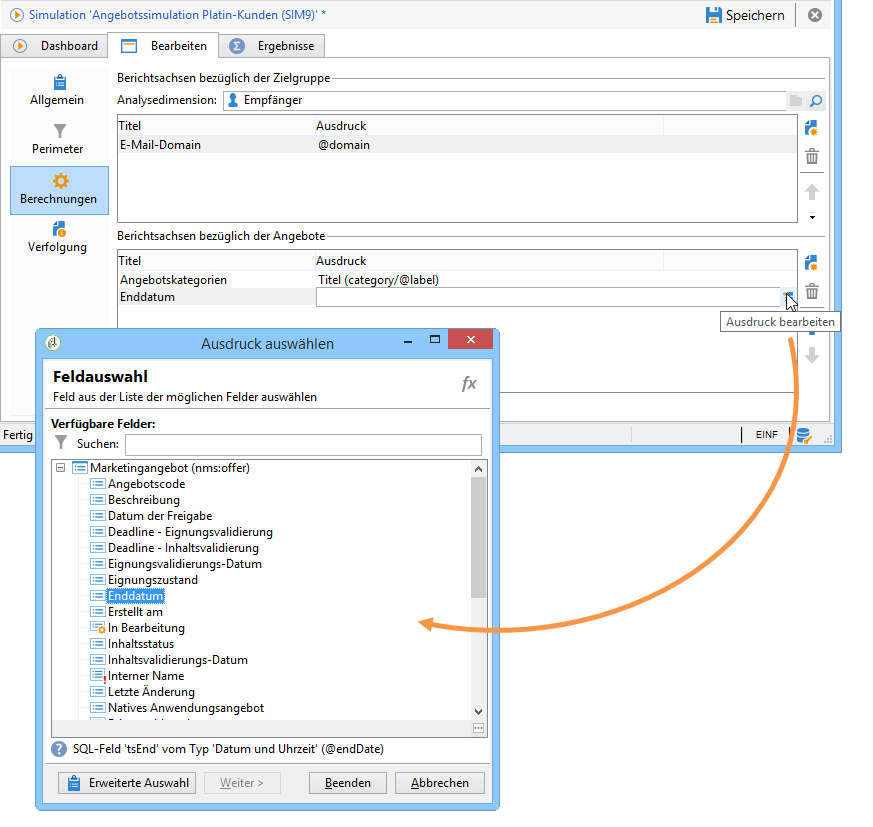 Simulation 'Angebotssimulation Platin-Kunden (SIM9)' *
Speichern
Dashboard
Bearbeiten
Ergebnisse
Allgemein
Perimeter
Berechnungen
Verfolgung
Berichtsachsen bezüglich der Zielgruppe
Analysedimension: Empfänger
Titel Ausdruck
E-Mail-Domain @domain
Berichtsachsen bezüglich der Angebote
Titel Ausdruck
Angebotskategorien Titel (category/@label)
Enddatum
Ausdruck bearbeiten
Fertig
EINF
Ausdruck auswählen
Feldauswahl
Feld aus der Liste der möglichen Felder auswählen
fx
Verfügbare Felder:
Suchen:
Marketingangebot (nms:offer)
Angebotscode
Beschreibung
Datum der Freigabe
Deadline - Eignungsvalidierung
Deadline - Inhaltsvalidierung
Eignungsvalidierungs-Datum
Eignungszustand
Enddatum
Erstellt am
In Bearbeitung
Inhaltsstatus
Inhaltsvalidierungs-Datum
Interner Name
Letzte Änderung
Natives Anwendungsangebot
SQL-Feld 'tsEnd' vom Typ 'Datum und Uhrzeit' (@endDate)
Erweiterte Auswahl
Weiter >
Beenden
Abbrechen